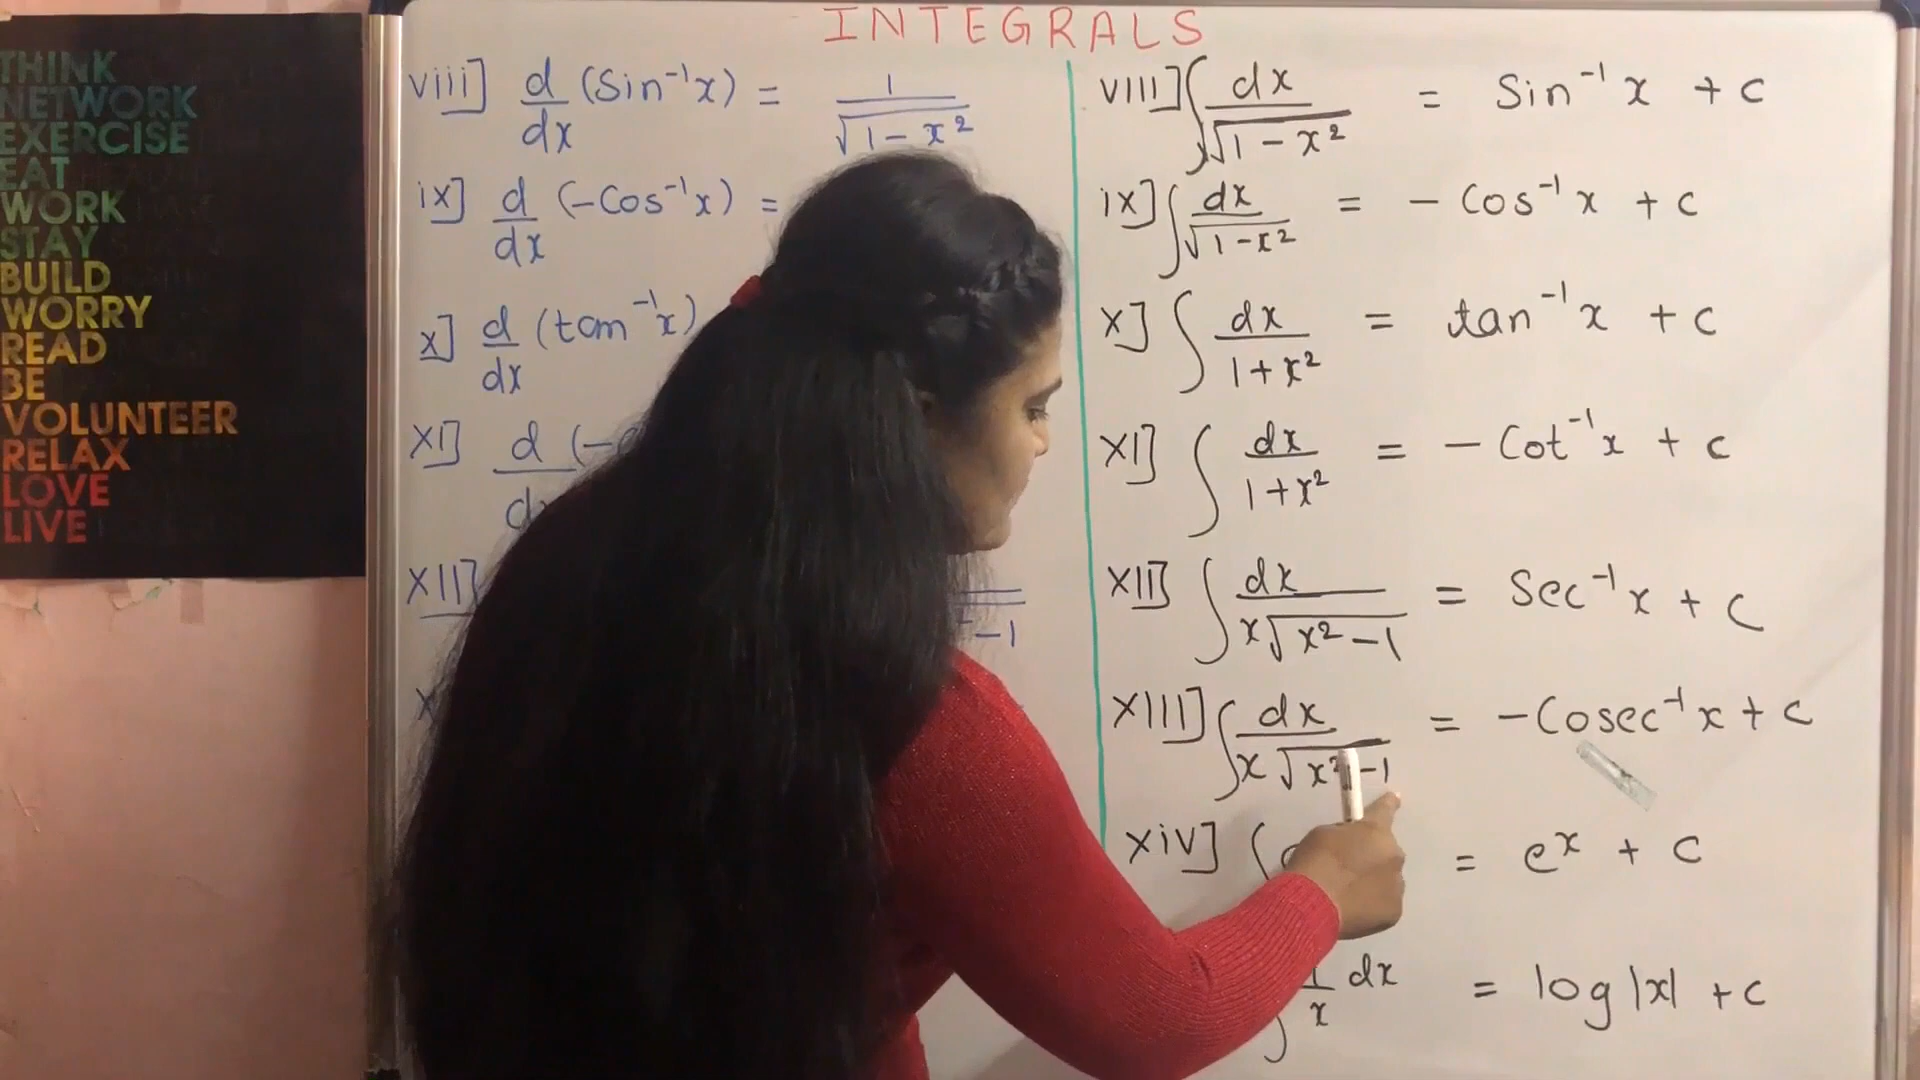 INTEGRALS
THINK
NETWORK
EXERCISE
EAT
WORK
STAY
BUILD
WORRY
READ
BE
VOLUNTEER
RELAX
LOVE
LIVE
viii] d/dx (Sin⁻¹x) = 1/√1-x²
ix] d/dx (-Cos⁻¹x) =
x] d/dx (tan⁻¹x)
XI] d/dx (-
XII] -1
VIII] ∫ dx/√1-x² = Sin⁻¹x + c
ix] ∫ dx/√1-x² = - Cos⁻¹x + c
X] ∫ dx/1+x² = tan⁻¹x + c
XI] ∫ dx/1+x² = - Cot⁻¹x + c
XII] ∫ dx/x√x²-1 = Sec⁻¹x + C
XIII] ∫ dx/x√x²-1 = -Cosec⁻¹x + c
xiv] ∫ = eˣ + c
∫ 1/x dx = log|x| + c